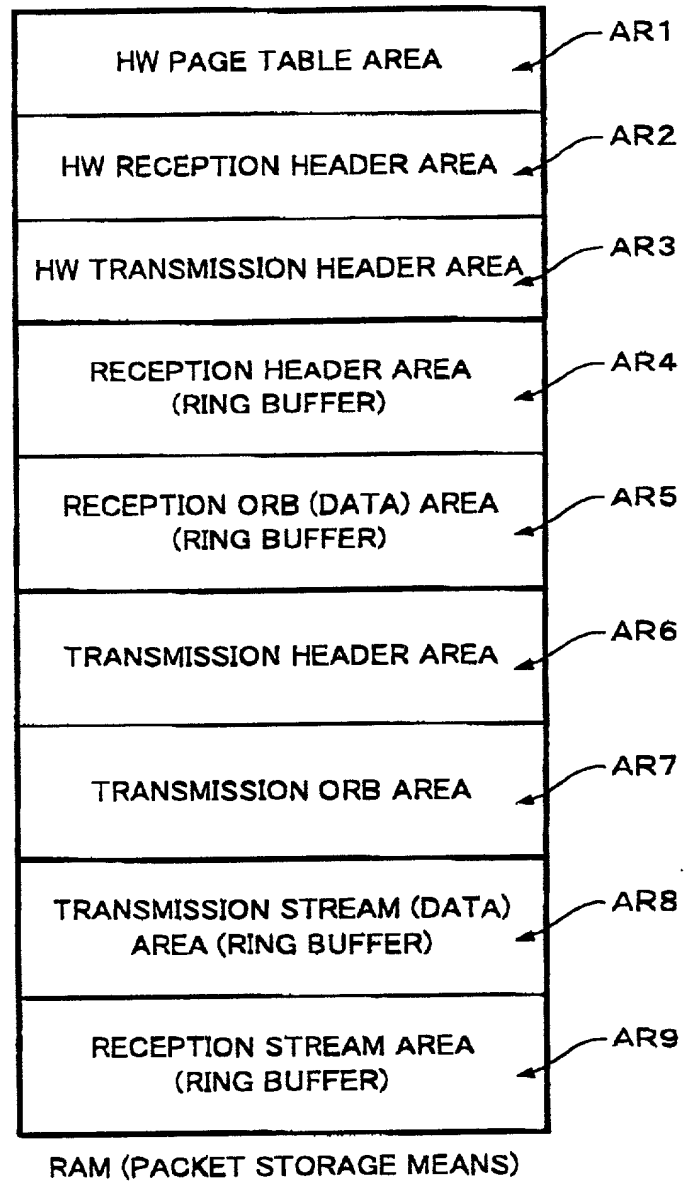 HW PAGE TABLE AREA
AR1
HW RECEPTION HEADER AREA
AR2
HW TRANSMISSION HEADER AREA
AR3
RECEPTION HEADER AREA
(RING BUFFER)
AR4
RECEPTION ORB (DATA) AREA
(RING BUFFER)
AR5
TRANSMISSION HEADER AREA
AR6
TRANSMISSION ORB AREA
AR7
TRANSMISSION STREAM (DATA)
AREA (RING BUFFER)
AR8
RECEPTION STREAM AREA
(RING BUFFER)
AR9
RAM (PACKET STORAGE MEANS)